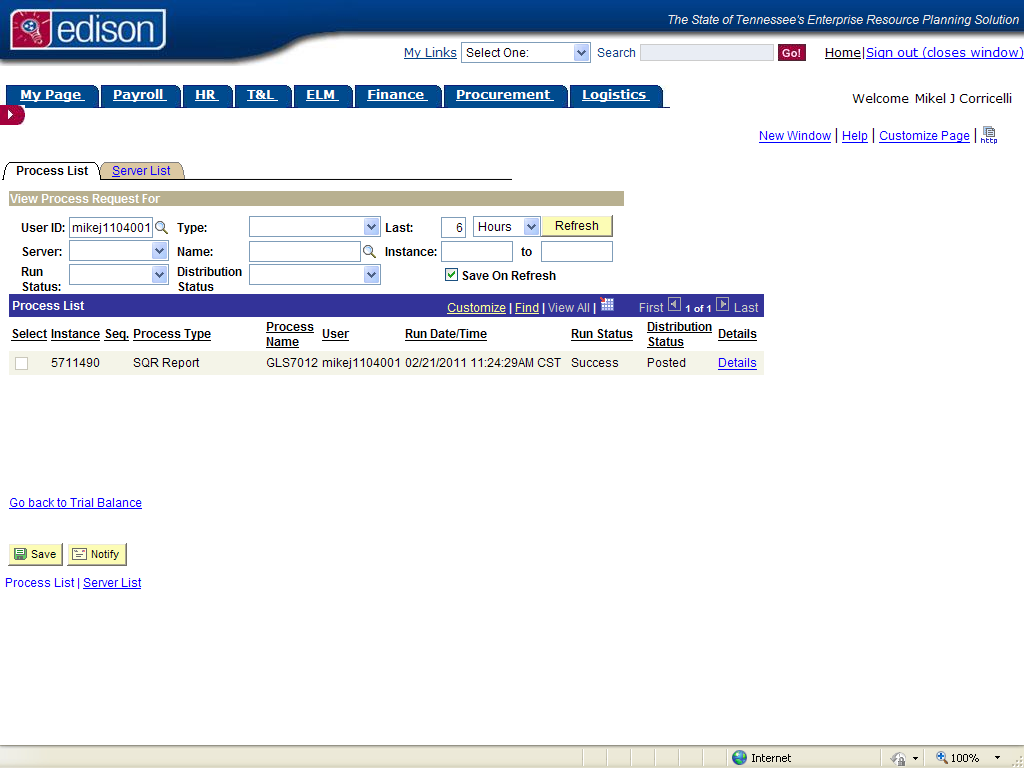 edison
The State of Tennessee's Enterprise Resource Planning Solution
My Links Select One: Search Go! Home|Sign out (closes window)
My Page Payroll HR T&L ELM Finance Procurement Logistics
Welcome Mikel J Corricelli
New Window | Help | Customize Page | http
Process List Server List
View Process Request For
User ID: mikej1104001 Type: Last: 6 Hours Refresh
Server: Name: Instance: to
Run Status: Distribution Status Save On Refresh
Process List Customize | Find | View All | First 1 of 1 Last
Select Instance Seq. Process Type Process Name User Run Date/Time Run Status Distribution Status Details
5711490 SQR Report GLS7012 mikej1104001 02/21/2011 11:24:29AM CST Success Posted Details
Go back to Trial Balance
Save Notify
Process List | Server List
Internet 100%